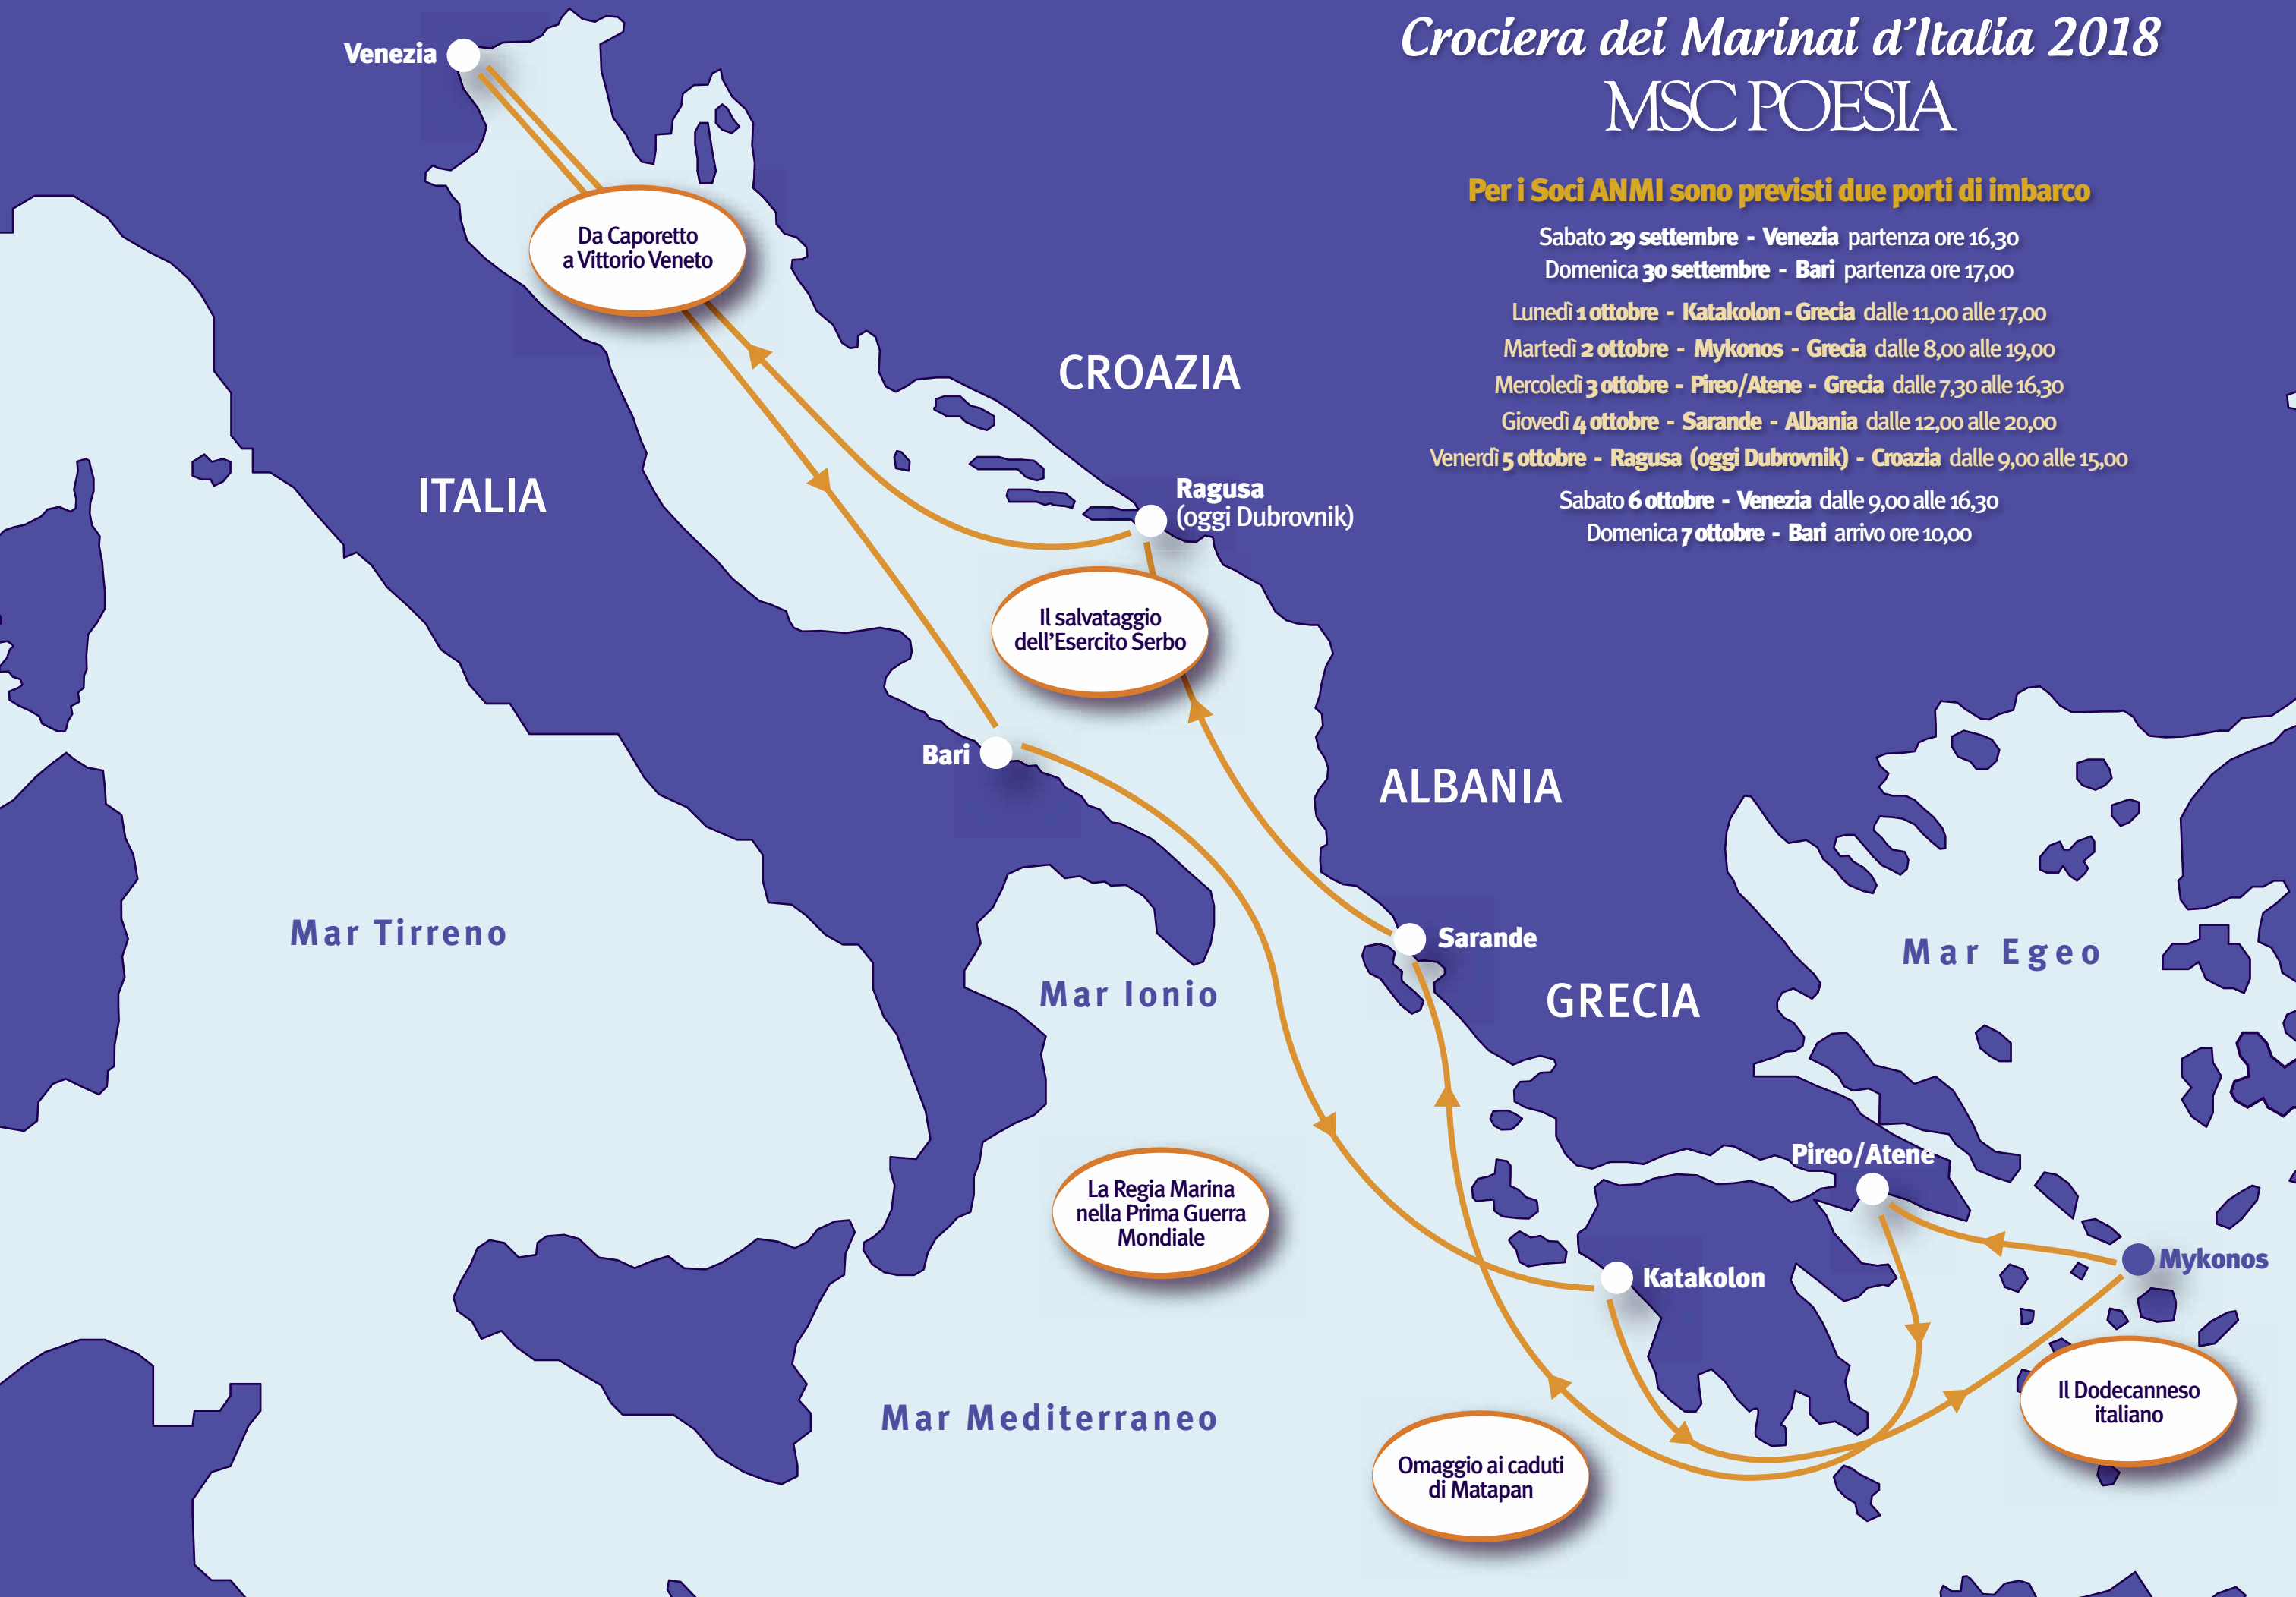 Crociera dei Marinai d'Italia 2018
MSC POESIA
Per i Soci ANMI sono previsti due porti di imbarco
Sabato 29 settembre - Venezia partenza ore 16,30
Domenica 30 settembre - Bari partenza ore 17,00
Lunedì 1 ottobre - Katakolon - Grecia dalle 11,00 alle 17,00
Martedì 2 ottobre - Mykonos - Grecia dalle 8,00 alle 19,00
Mercoledì 3 ottobre - Pireo/Atene - Grecia dalle 7,30 alle 16,30
Giovedì 4 ottobre - Sarande - Albania dalle 12,00 alle 20,00
Venerdì 5 ottobre - Ragusa (oggi Dubrovnik) - Croazia dalle 9,00 alle 15,00
Sabato 6 ottobre - Venezia dalle 9,00 alle 16,30
Domenica 7 ottobre - Bari arrivo ore 10,00
Venezia
Da Caporetto
a Vittorio Veneto
CROAZIA
ITALIA
Ragusa
(oggi Dubrovnik)
Il salvataggio
dell'Esercito Serbo
Bari
ALBANIA
Mar Tirreno
Sarande
Mar Egeo
Mar Ionio
GRECIA
Pireo/Atene
La Regia Marina
nella Prima Guerra
Mondiale
Mykonos
Katakolon
Il Dodecanneso
italiano
Mar Mediterraneo
Omaggio ai caduti
di Matapan